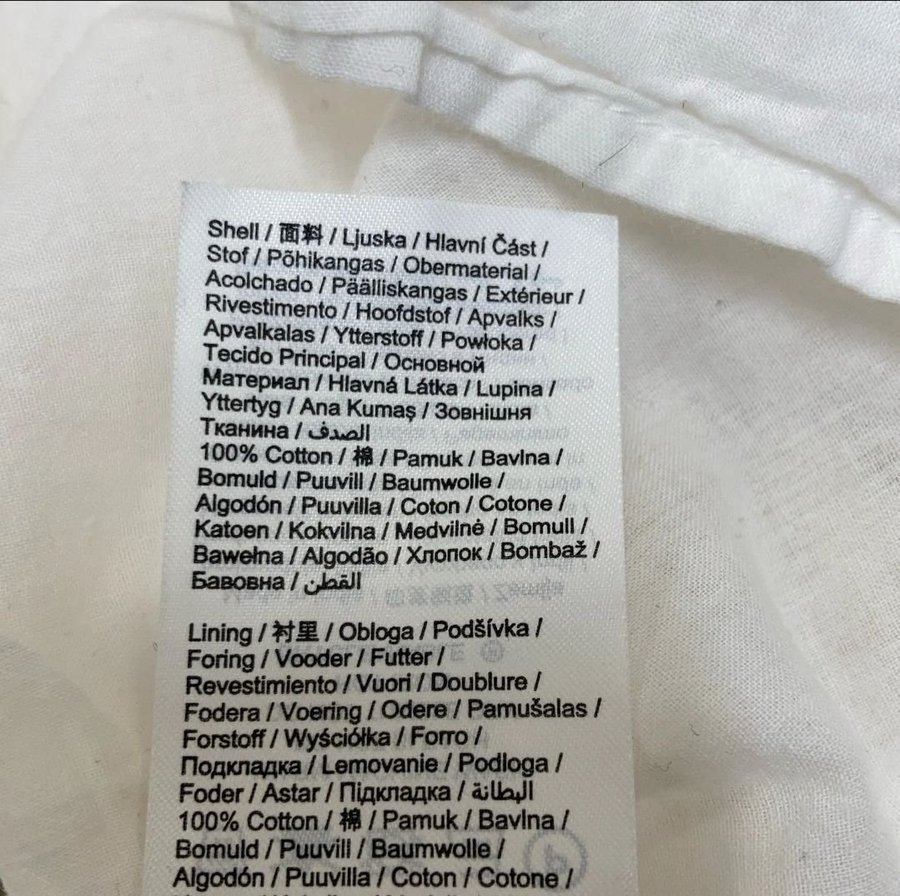 Shell / 面料 / Ljuska / Hlavní Část /
Stof / Põhikangas / Obermaterial /
Acolchado / Päälliskangas / Extérieur /
Rivestimento / Hoofdstof / Apvalks /
Apvalkalas / Ytterstoff / Powłoka /
Tecido Principal / Основной
Материал / Hlavná Látka / Lupina /
Yttertyg / Ana Kumaş / Зовнішня
Тканина / الصدف
100% Cotton / 棉 / Pamuk / Bavlna /
Bomuld / Puuvill / Baumwolle /
Algodón / Puuvilla / Coton / Cotone /
Katoen / Kokvilna / Medvilnė / Bomull /
Bawełna / Algodão / Хлопок / Bombaž /
Бавовна / القطن
Lining / 衬里 / Obloga / Podšívka /
Foring / Vooder / Futter /
Revestimiento / Vuori / Doublure /
Fodera / Voering / Odere / Pamušalas /
Forstoff / Wyściółka / Forro /
Подкладка / Lemovanie / Podloga /
Foder / Astar / Підкладка / البطانة
100% Cotton / 棉 / Pamuk / Bavlna /
Bomuld / Puuvill / Baumwolle /
Algodón / Puuvilla / Coton / Cotone /